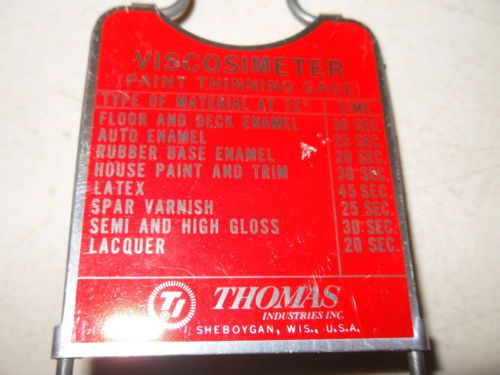 VISCOSIMETER
(PAINT THINNING GAGE)
TYPE OF MATERIAL AT 72° TIME
FLOOR AND DECK ENAMEL 30 SEC.
AUTO ENAMEL 25 SEC.
RUBBER BASE ENAMEL 20 SEC.
HOUSE PAINT AND TRIM 30 SEC.
LATEX 45 SEC.
SPAR VARNISH 25 SEC.
SEMI AND HIGH GLOSS 30 SEC.
LACQUER 20 SEC.
TI THOMAS
INDUSTRIES INC.
SHEBOYGAN, WIS., U.S.A.